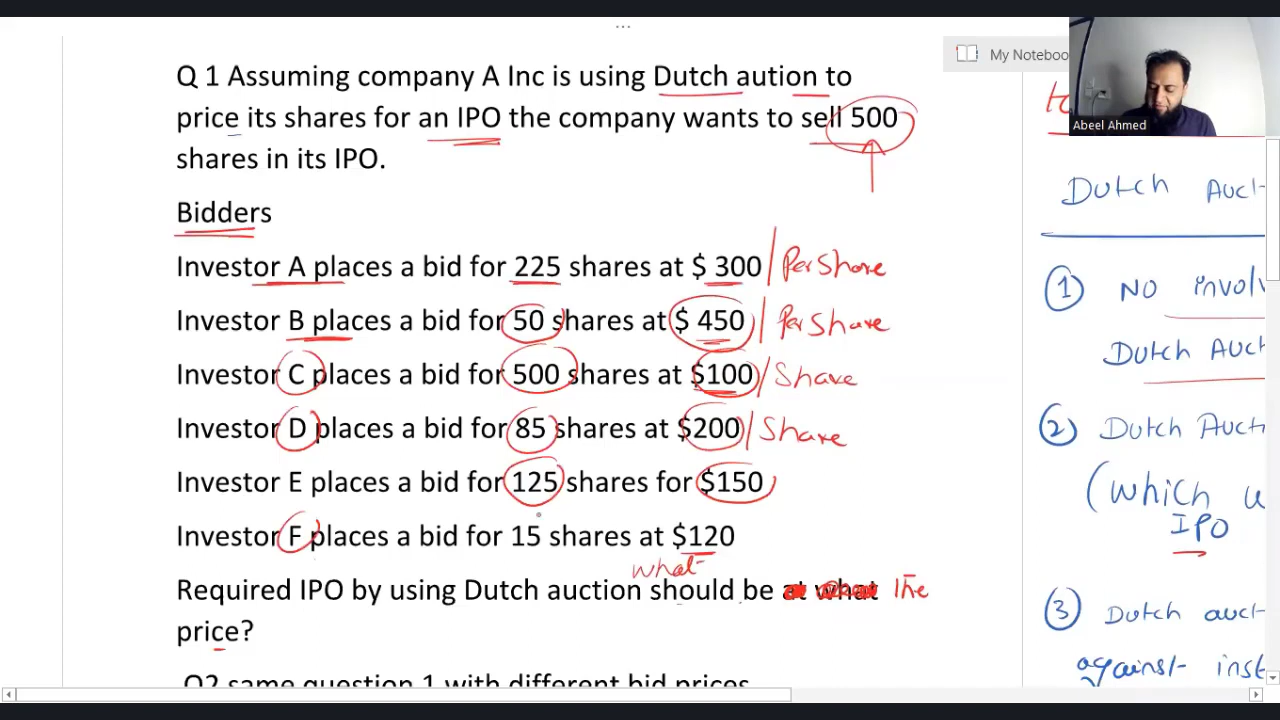 My Noteboo
Abeel Ahmed
Q 1 Assuming company A Inc is using Dutch aution to
price its shares for an IPO the company wants to sell 500
shares in its IPO.
Bidders
Investor A places a bid for 225 shares at $ 300 / Per Share
Investor B places a bid for 50 shares at $ 450 / Per Share
Investor C places a bid for 500 shares at $100 / Share
Investor D places a bid for 85 shares at $200 / Share
Investor E places a bid for 125 shares for $150
Investor F places a bid for 15 shares at $120
what
Required IPO by using Dutch auction should be at what the
price?
Q2 same question 1 with different bid prices
Dutch Auct
1 No involv
Dutch Auct
2 Dutch Auct
(which u
IPO
3 Dutch auct
against inst